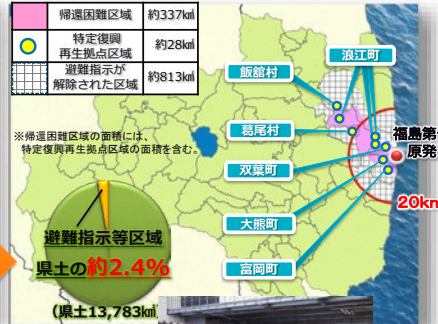 帰還困難区域 約337㎢
特定復興
再生拠点区域 約28㎢
避難指示が
解除された区域 約813㎢
※帰還困難区域の面積には、
特定復興再生拠点区域の面積を含む。
浪江町
飯舘村
葛尾村
双葉町
大熊町
富岡町
福島第
原発
20km
避難指示等区域
県土の約2.4%
(県土13,783㎢)